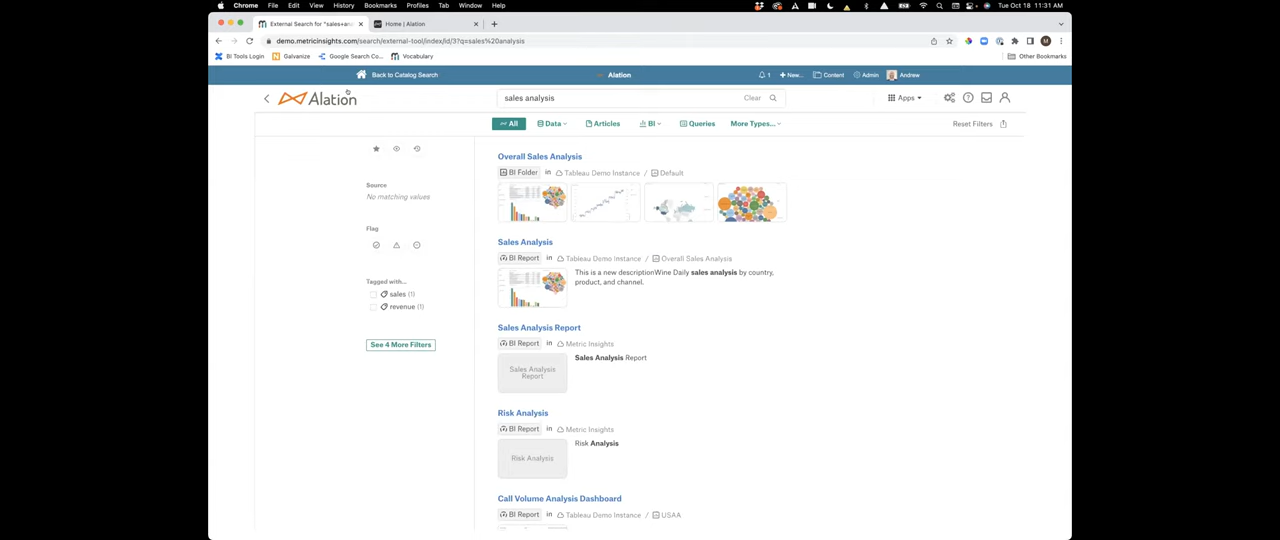 Chrome File Edit View History Bookmarks Profiles Tab Window Help
Tue Oct 18 11:31 AM
External Search for "sales+an
Home | Alation
demo.metricinsights.com/search/external-tool/index/id/3?q=sales%20analysis
BI Tools Login
Galvanize
Google Search Co...
Vocabulary
Other Bookmarks
Back to Catalog Search
Alation
1
+ New...
Content
Admin
Andrew
Alation
sales analysis
Clear
Apps
All
Data
Articles
BI
Queries
More Types...
Reset Filters
Source
No matching values
Flag
Tagged with...
sales (1)
revenue (1)
See 4 More Filters
Overall Sales Analysis
BI Folder in Tableau Demo Instance / Default
Sales Analysis
BI Report in Tableau Demo Instance / Overall Sales Analysis
This is a new descriptionWine Daily sales analysis by country,
product, and channel.
Sales Analysis Report
BI Report in Metric Insights
Sales Analysis
Report
Sales Analysis Report
Risk Analysis
BI Report in Metric Insights
Risk Analysis
Risk Analysis
Call Volume Analysis Dashboard
BI Report in Tableau Demo Instance / USAA